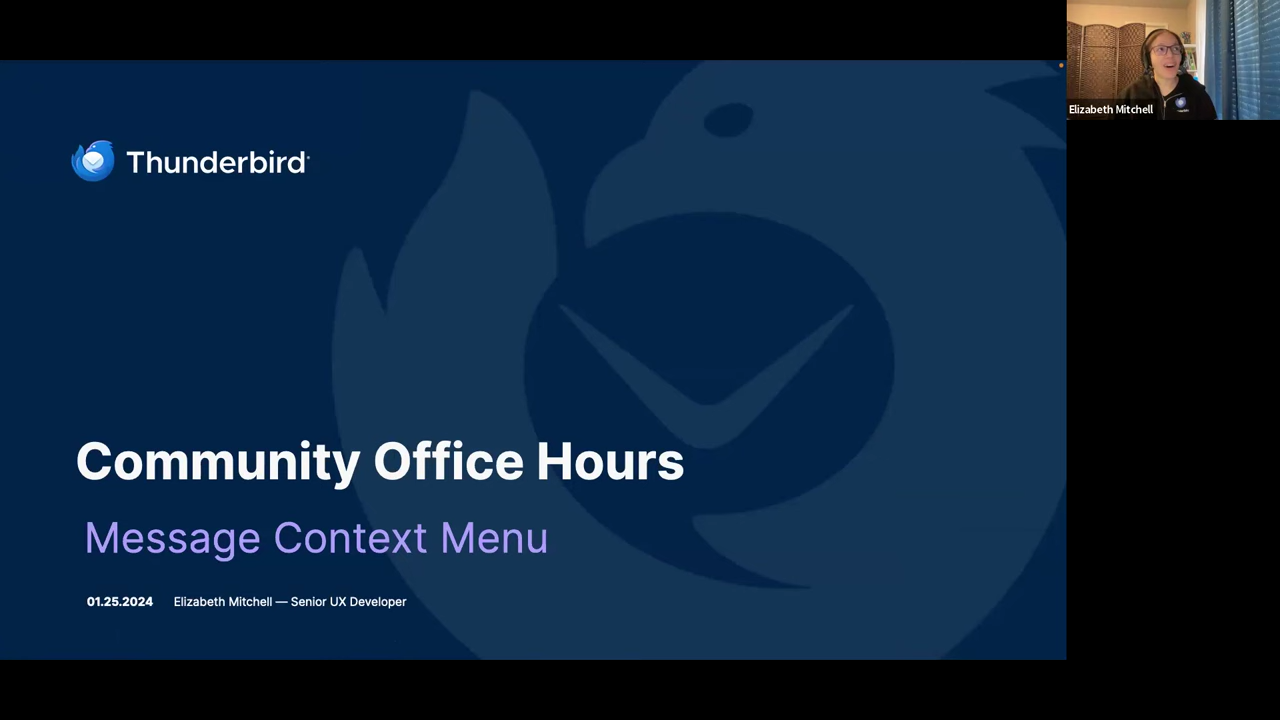 Elizabeth Mitchell
Thunderbird
Community Office Hours
Message Context Menu
01.25.2024 Elizabeth Mitchell — Senior UX Developer